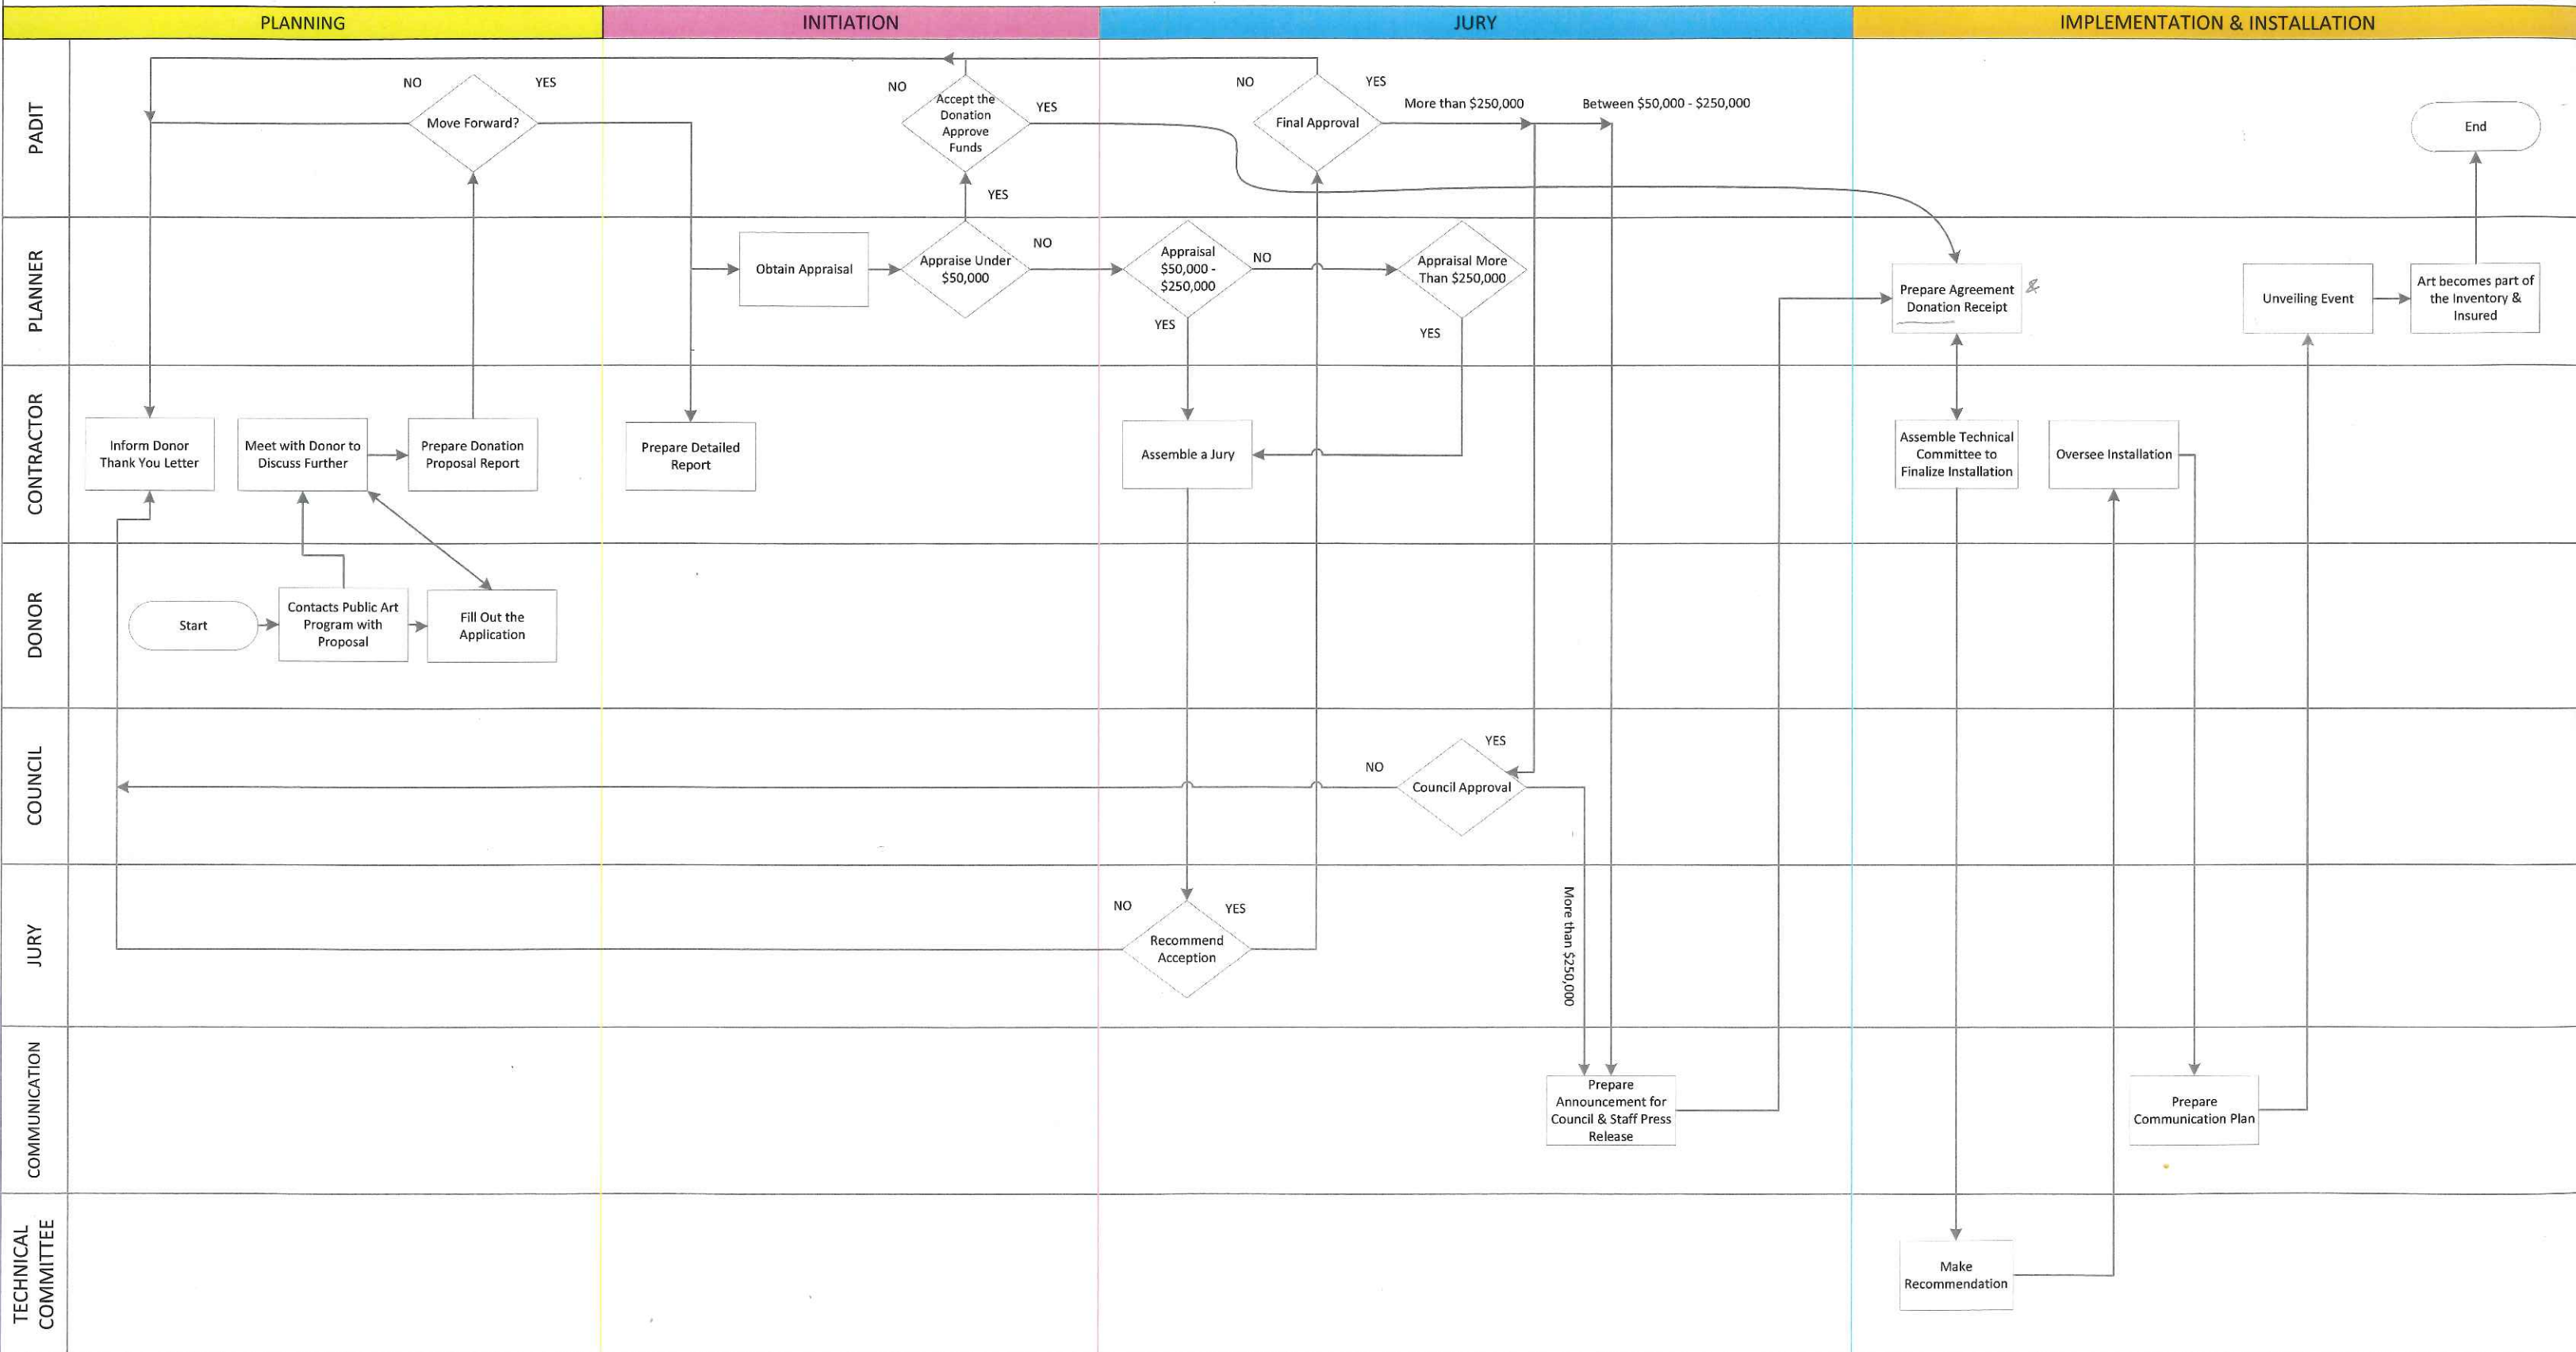 PLANNING
INITIATION
JURY
IMPLEMENTATION & INSTALLATION
PADIT
NO
YES
Move Forward?
NO
Accept the
Donation
Approve
Funds
YES
YES
NO
YES
Final Approval
More than $250,000
Between $50,000 - $250,000
End
PLANNER
Obtain Appraisal
Appraise Under
$50,000
NO
Appraisal
$50,000 -
$250,000
NO
YES
Appraisal More
Than $250,000
YES
Prepare Agreement
Donation Receipt
&
Unveiling Event
Art becomes part of
the Inventory &
Insured
CONTRACTOR
Inform Donor
Thank You Letter
Meet with Donor to
Discuss Further
Prepare Donation
Proposal Report
Prepare Detailed
Report
Assemble a Jury
Assemble Technical
Committee to
Finalize Installation
Oversee Installation
DONOR
Start
Contacts Public Art
Program with
Proposal
Fill Out the
Application
COUNCIL
NO
YES
Council Approval
JURY
NO
YES
Recommend
Acception
More than $250,000
COMMUNICATION
Prepare
Announcement for
Council & Staff Press
Release
Prepare
Communication Plan
TECHNICAL
COMMITTEE
Make
Recommendation